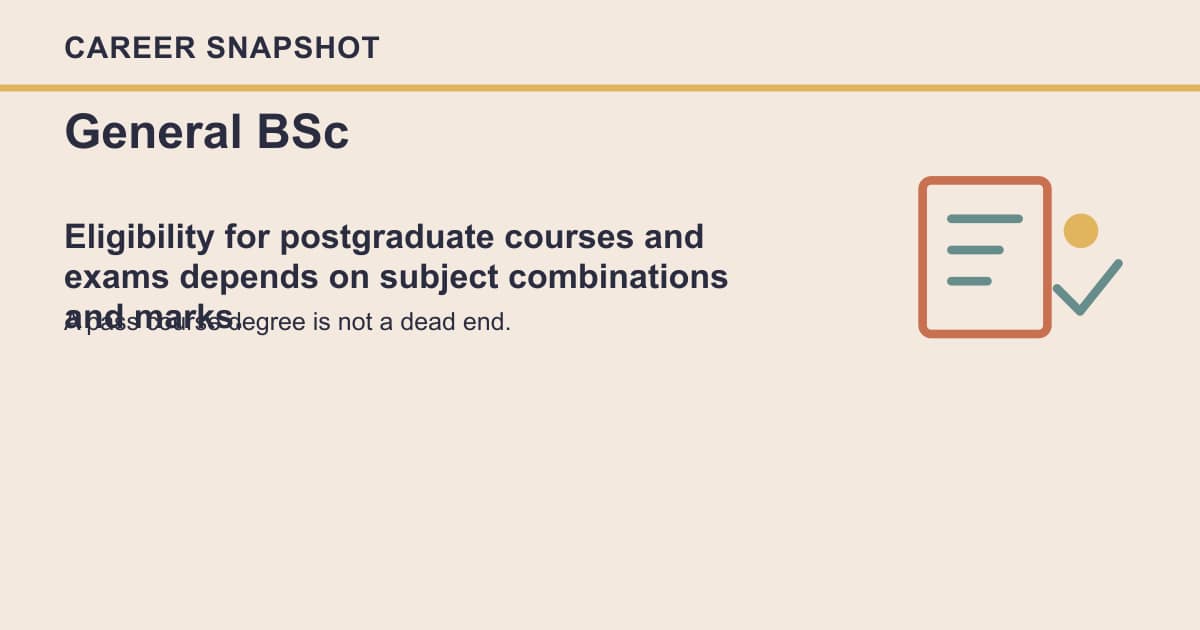 CAREER SNAPSHOT
General BSc
Eligibility for postgraduate courses and
exams depends on subject combinations
and marks.
A pass course degree is not a dead end.